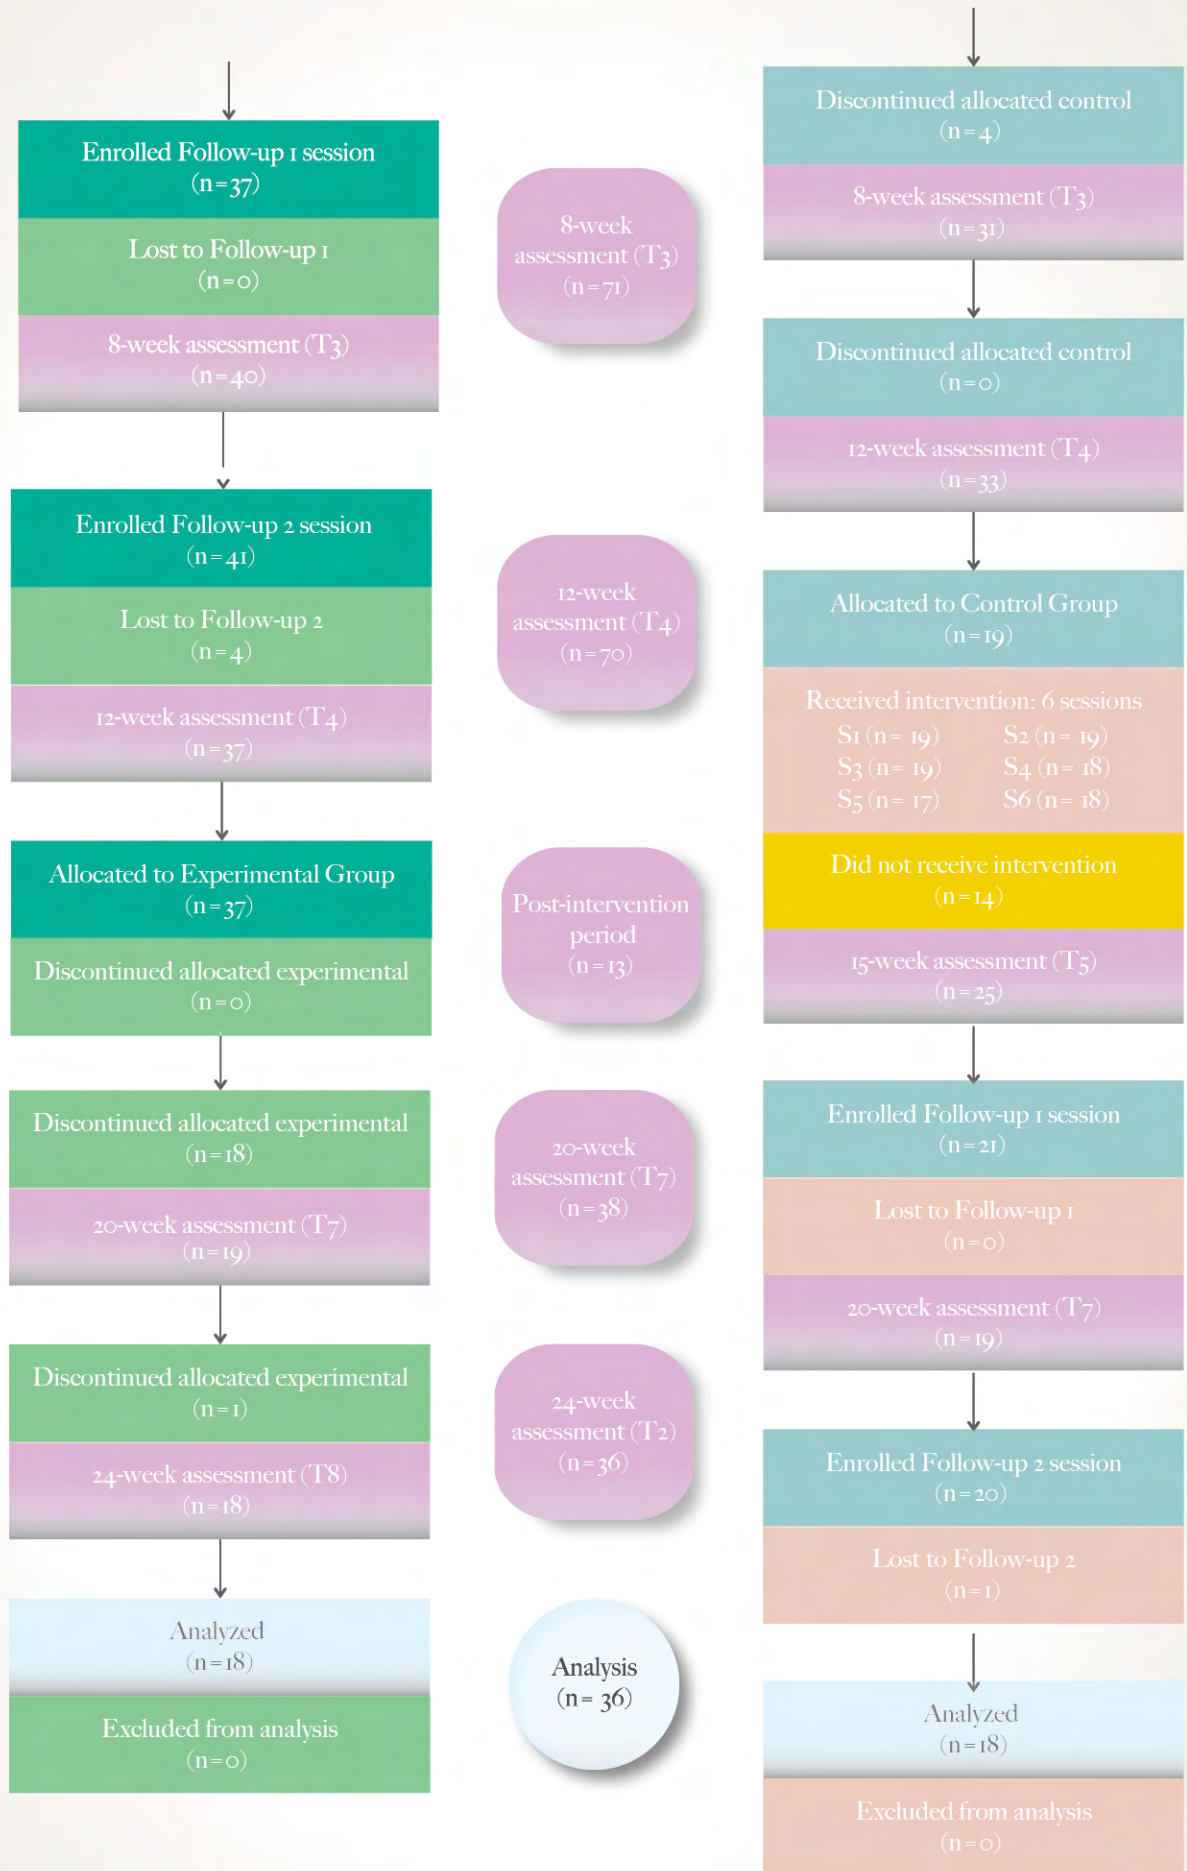 Enrolled Follow-up 1 session
(n=37)
Lost to Follow-up 1
(n=0)
8-week assessment (T3)
(n=40)
Enrolled Follow-up 2 session
(n=41)
Lost to Follow-up 2
(n=4)
12-week assessment (T4)
(n=37)
Allocated to Experimental Group
(n=37)
Discontinued allocated experimental
(n=0)
Discontinued allocated experimental
(n=18)
20-week assessment (T7)
(n=19)
Discontinued allocated experimental
(n=1)
24-week assessment (T8)
(n=18)
Analyzed
(n=18)
Excluded from analysis
(n=0)
8-week
assessment (T3)
(n=71)
12-week
assessment (T4)
(n=70)
Post-intervention
period
(n=13)
20-week
assessment (T7)
(n=38)
24-week
assessment (T2)
(n=36)
Analysis
(n= 36)
Discontinued allocated control
(n=4)
8-week assessment (T3)
(n=31)
Discontinued allocated control
(n=0)
12-week assessment (T4)
(n=33)
Allocated to Control Group
(n=19)
Received intervention: 6 sessions
S1 (n= 19) S2 (n= 19)
S3 (n= 19) S4 (n= 18)
S5 (n= 17) S6 (n= 18)
Did not receive intervention
(n=14)
15-week assessment (T5)
(n=25)
Enrolled Follow-up 1 session
(n=21)
Lost to Follow-up 1
(n=0)
20-week assessment (T7)
(n=19)
Enrolled Follow-up 2 session
(n=20)
Lost to Follow-up 2
(n=1)
Analyzed
(n=18)
Excluded from analysis
(n=0)